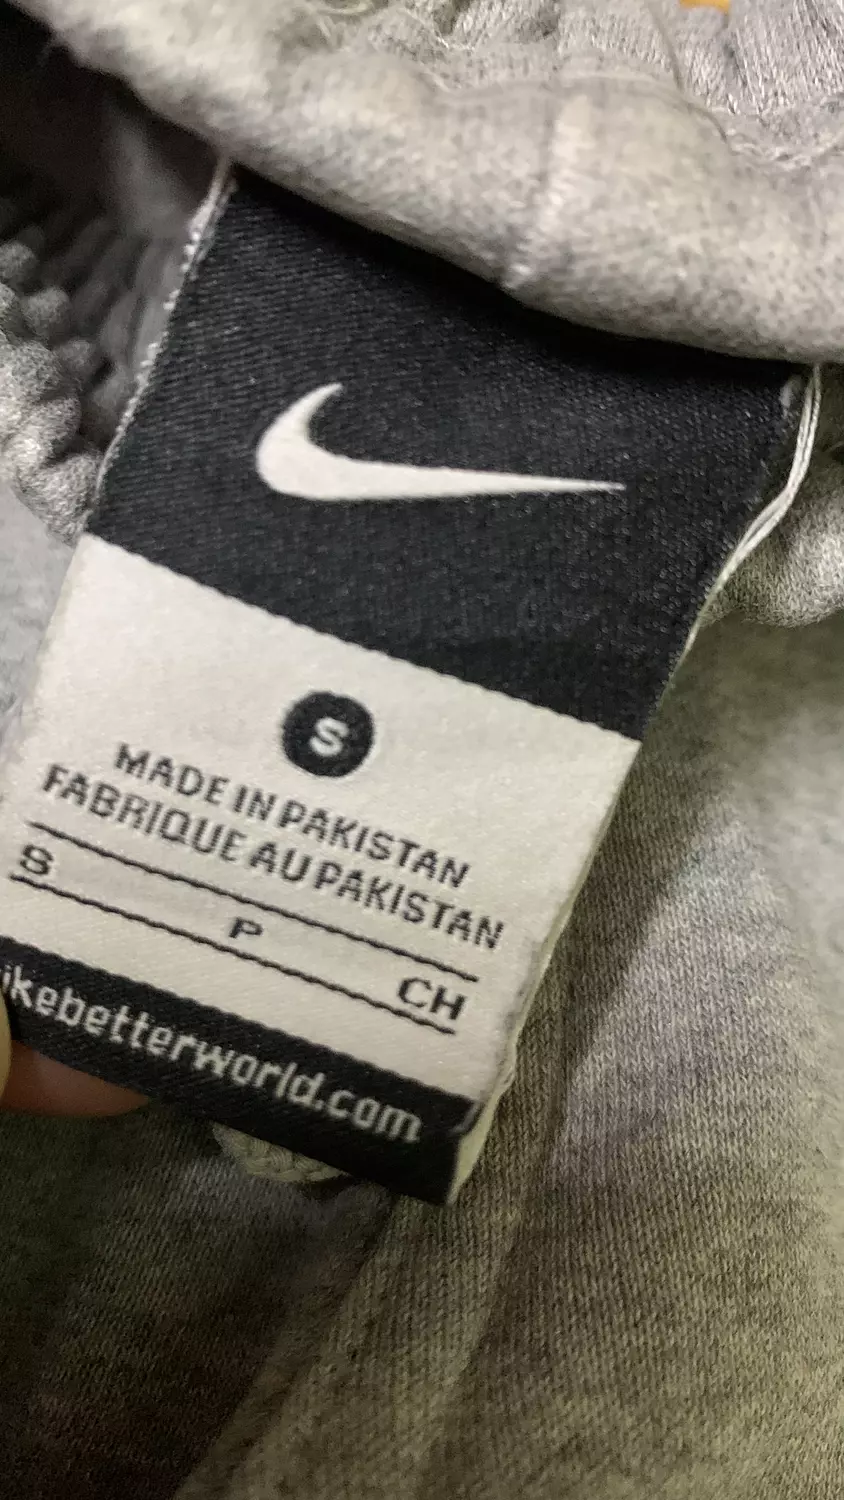 S
MADE IN PAKISTAN
FABRIQUE AU PAKISTAN
S P CH
ikebetterworld.com